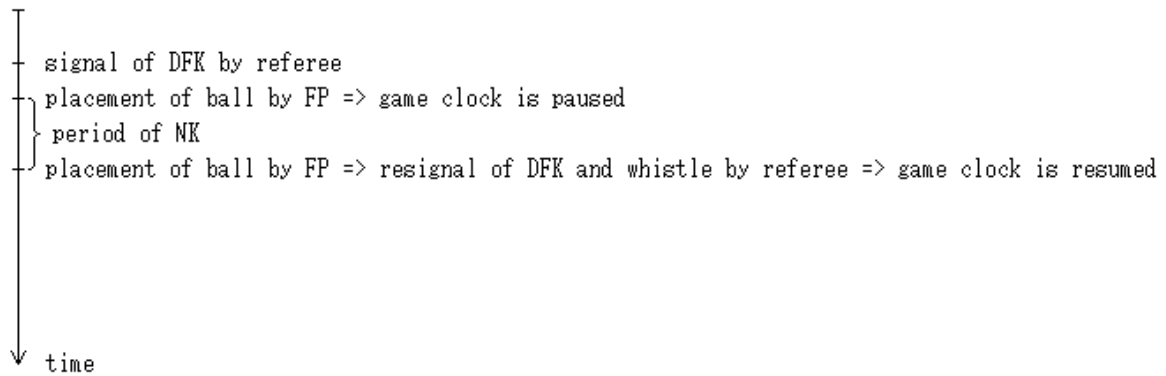 signal of DFK by referee
placement of ball by FP => game clock is paused
period of NK
placement of ball by FP => resignal of DFK and whistle by referee => game clock is resumed
time